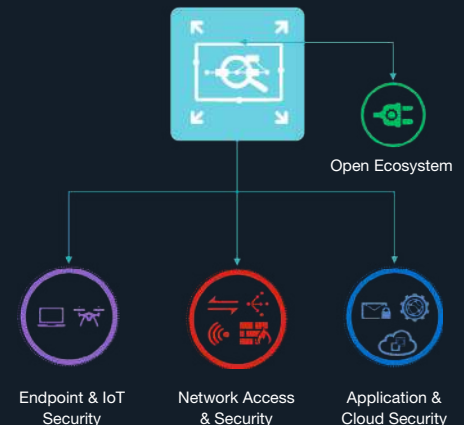 Open Ecosystem
Endpoint & IoT
Security
Network Access
& Security
Application &
Cloud Security